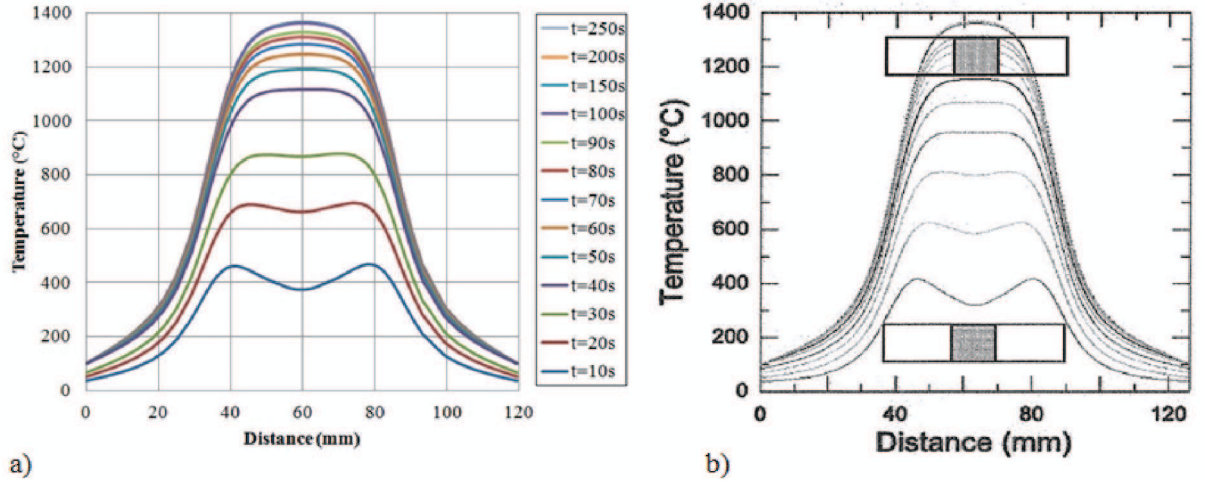 1400
1200
1000
800
600
400
200
0
Temperature (°C)
0 20 40 60 80 100 120
Distance (mm)
t=250s
t=200s
t=150s
t=100s
t=90s
t=80s
t=70s
t=60s
t=50s
t=40s
t=30s
t=20s
t=10s
a)
1400
1200
1000
800
600
400
200
0
Temperature (°C)
0 40 80 120
Distance (mm)
b)